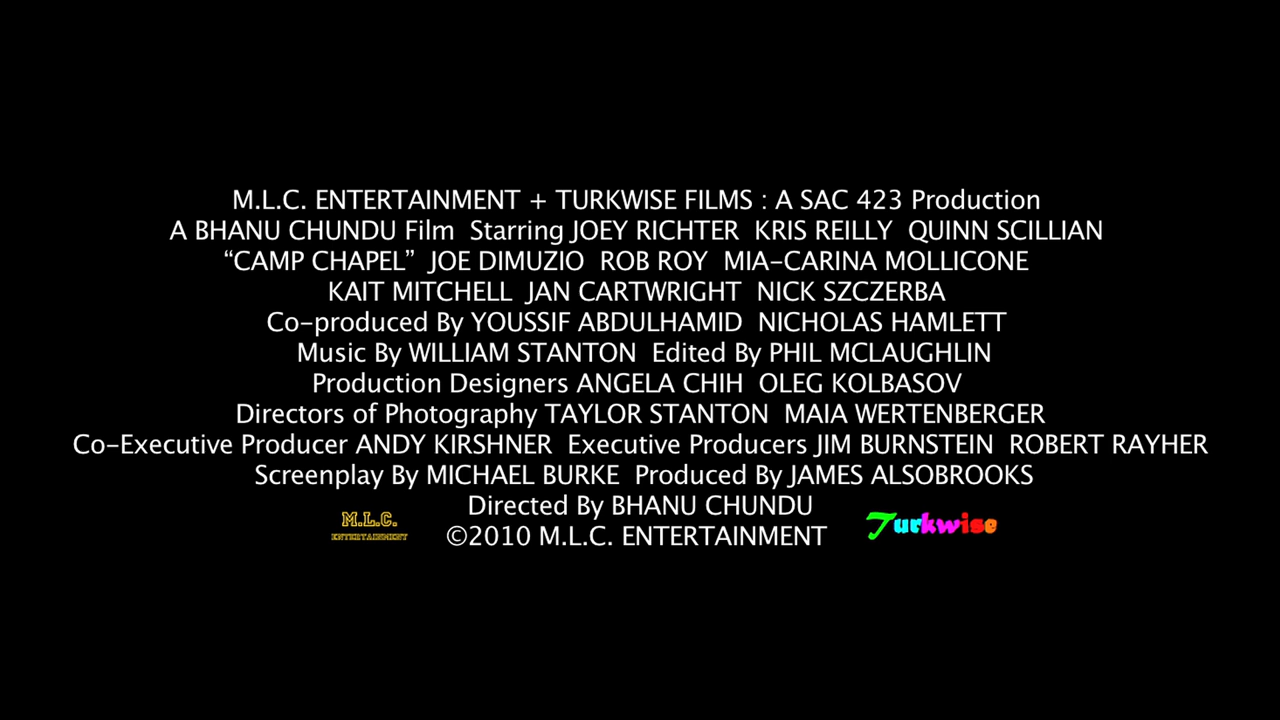 M.L.C. ENTERTAINMENT + TURKWISE FILMS : A SAC 423 Production
A BHANU CHUNDU Film  Starring JOEY RICHTER  KRIS REILLY  QUINN SCILLIAN
“CAMP CHAPEL”  JOE DIMUZIO  ROB ROY  MIA-CARINA MOLLICONE
KAIT MITCHELL  JAN CARTWRIGHT  NICK SZCZERBA
Co-produced By YOUSSIF ABDULHAMID  NICHOLAS HAMLETT
Music By WILLIAM STANTON  Edited By PHIL MCLAUGHLIN
Production Designers ANGELA CHIH  OLEG KOLBASOV
Directors of Photography TAYLOR STANTON  MAIA WERTENBERGER
Co-Executive Producer ANDY KIRSHNER  Executive Producers JIM BURNSTEIN  ROBERT RAYHER
Screenplay By MICHAEL BURKE  Produced By JAMES ALSOBROOKS
Directed By BHANU CHUNDU
M.L.C.
ENTERTAINMENT
©2010 M.L.C. ENTERTAINMENT
Turkwise